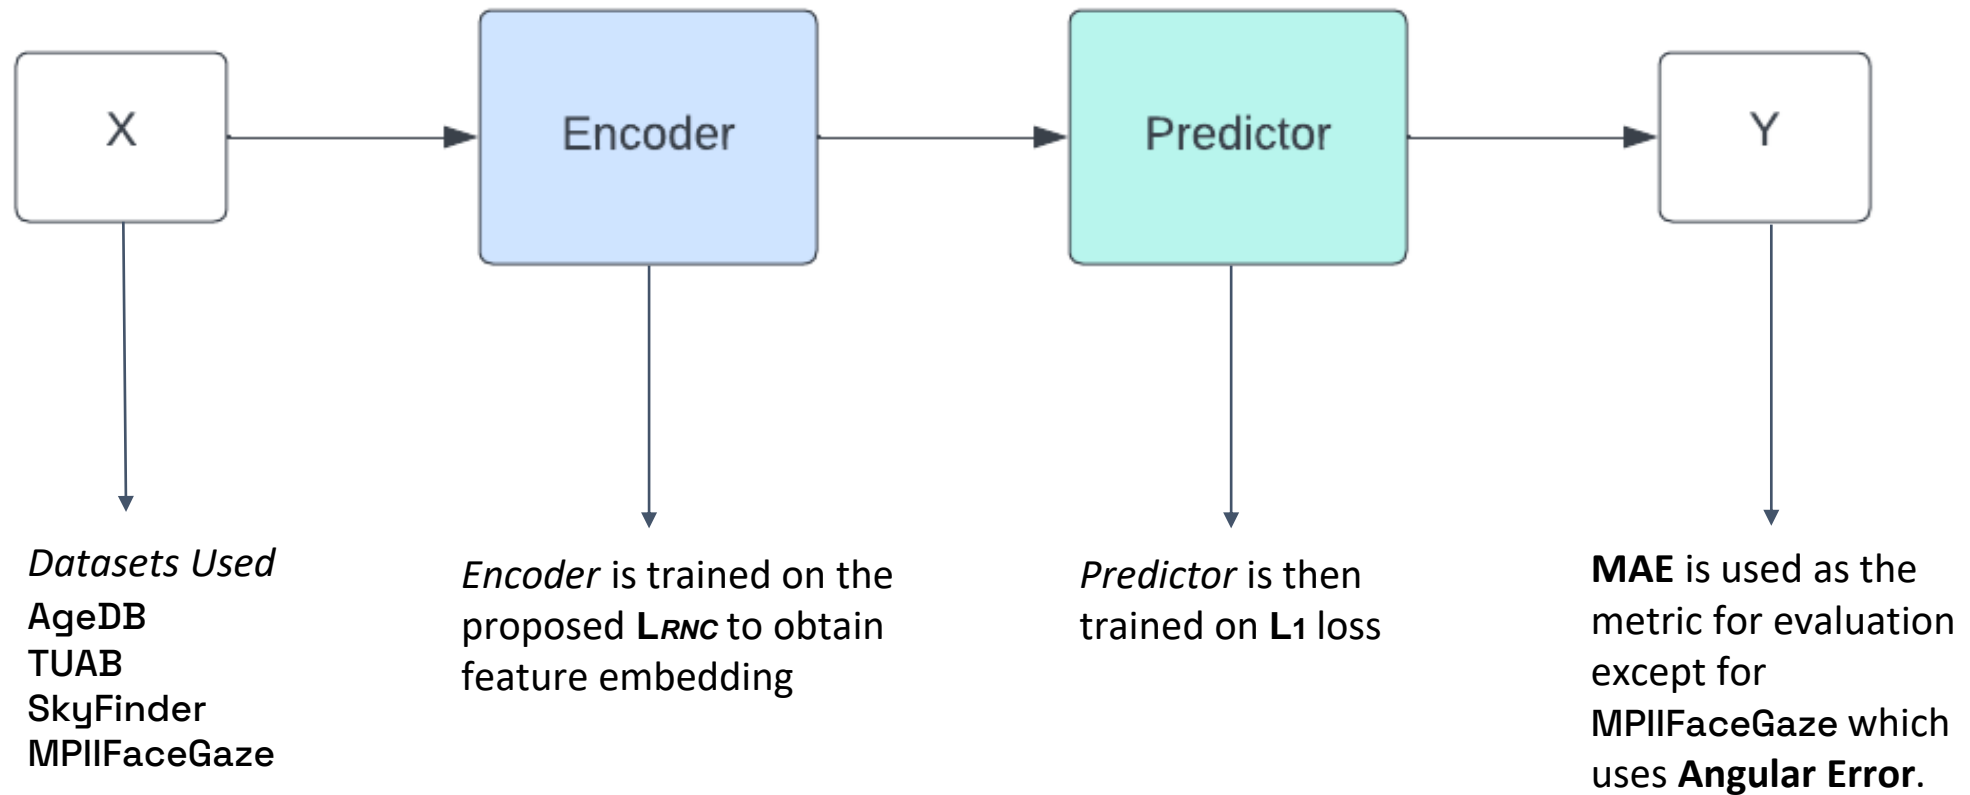 X
Encoder
Predictor
Y
Datasets Used
AgeDB
TUAB
SkyFinder
MPIIFaceGaze
Encoder is trained on the
proposed LRNC to obtain
feature embedding
Predictor is then
trained on L1 loss
MAE is used as the
metric for evaluation
except for
MPIIFaceGaze which
uses Angular Error.